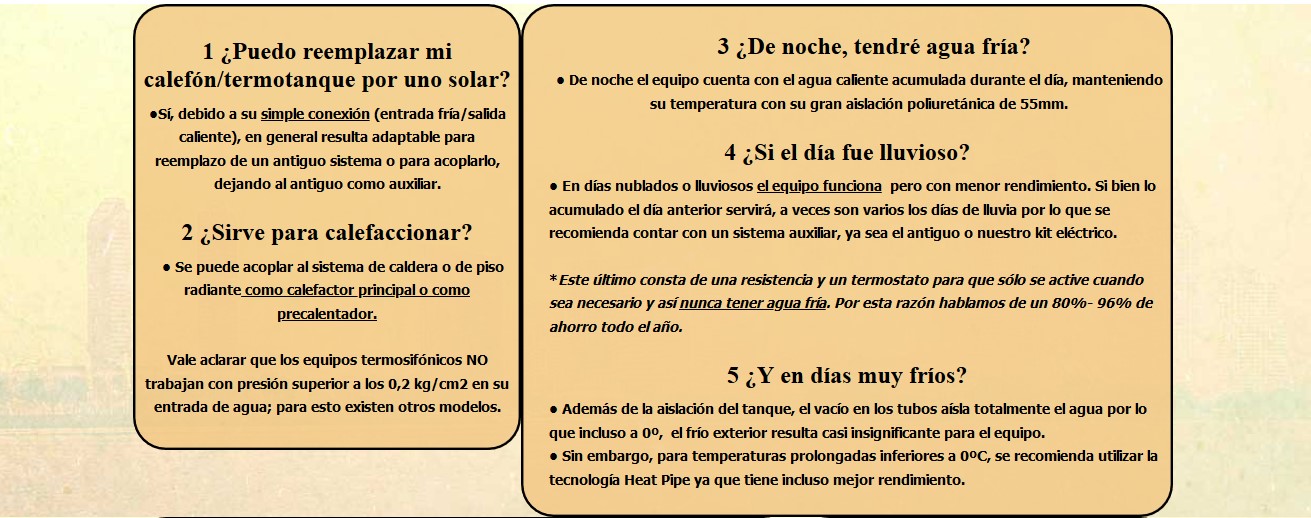 1 ¿Puedo reemplazar mi
calefón/termotanque por uno solar?
●Sí, debido a su simple conexión (entrada fría/salida
caliente), en general resulta adaptable para
reemplazo de un antiguo sistema o para acoplarlo,
dejando al antiguo como auxiliar.
2 ¿Sirve para calefaccionar?
● Se puede acoplar al sistema de caldera o de piso
radiante como calefactor principal o como
precalentador.
Vale aclarar que los equipos termosifónicos NO
trabajan con presión superior a los 0,2 kg/cm2 en su
entrada de agua; para esto existen otros modelos.
3 ¿De noche, tendré agua fría?
● De noche el equipo cuenta con el agua caliente acumulada durante el día, manteniendo
su temperatura con su gran aislación poliuretánica de 55mm.
4 ¿Si el día fue lluvioso?
● En días nublados o lluviosos el equipo funciona  pero con menor rendimiento. Si bien lo
acumulado el día anterior servirá, a veces son varios los días de lluvia por lo que se
recomienda contar con un sistema auxiliar, ya sea el antiguo o nuestro kit eléctrico.
*Este último consta de una resistencia y un termostato para que sólo se active cuando
sea necesario y así nunca tener agua fría. Por esta razón hablamos de un 80%- 96% de
ahorro todo el año.
5 ¿Y en días muy fríos?
● Además de la aislación del tanque, el vacío en los tubos aísla totalmente el agua por lo
que incluso a 0º,  el frío exterior resulta casi insignificante para el equipo.
● Sin embargo, para temperaturas prolongadas inferiores a 0ºC, se recomienda utilizar la
tecnología Heat Pipe ya que tiene incluso mejor rendimiento.